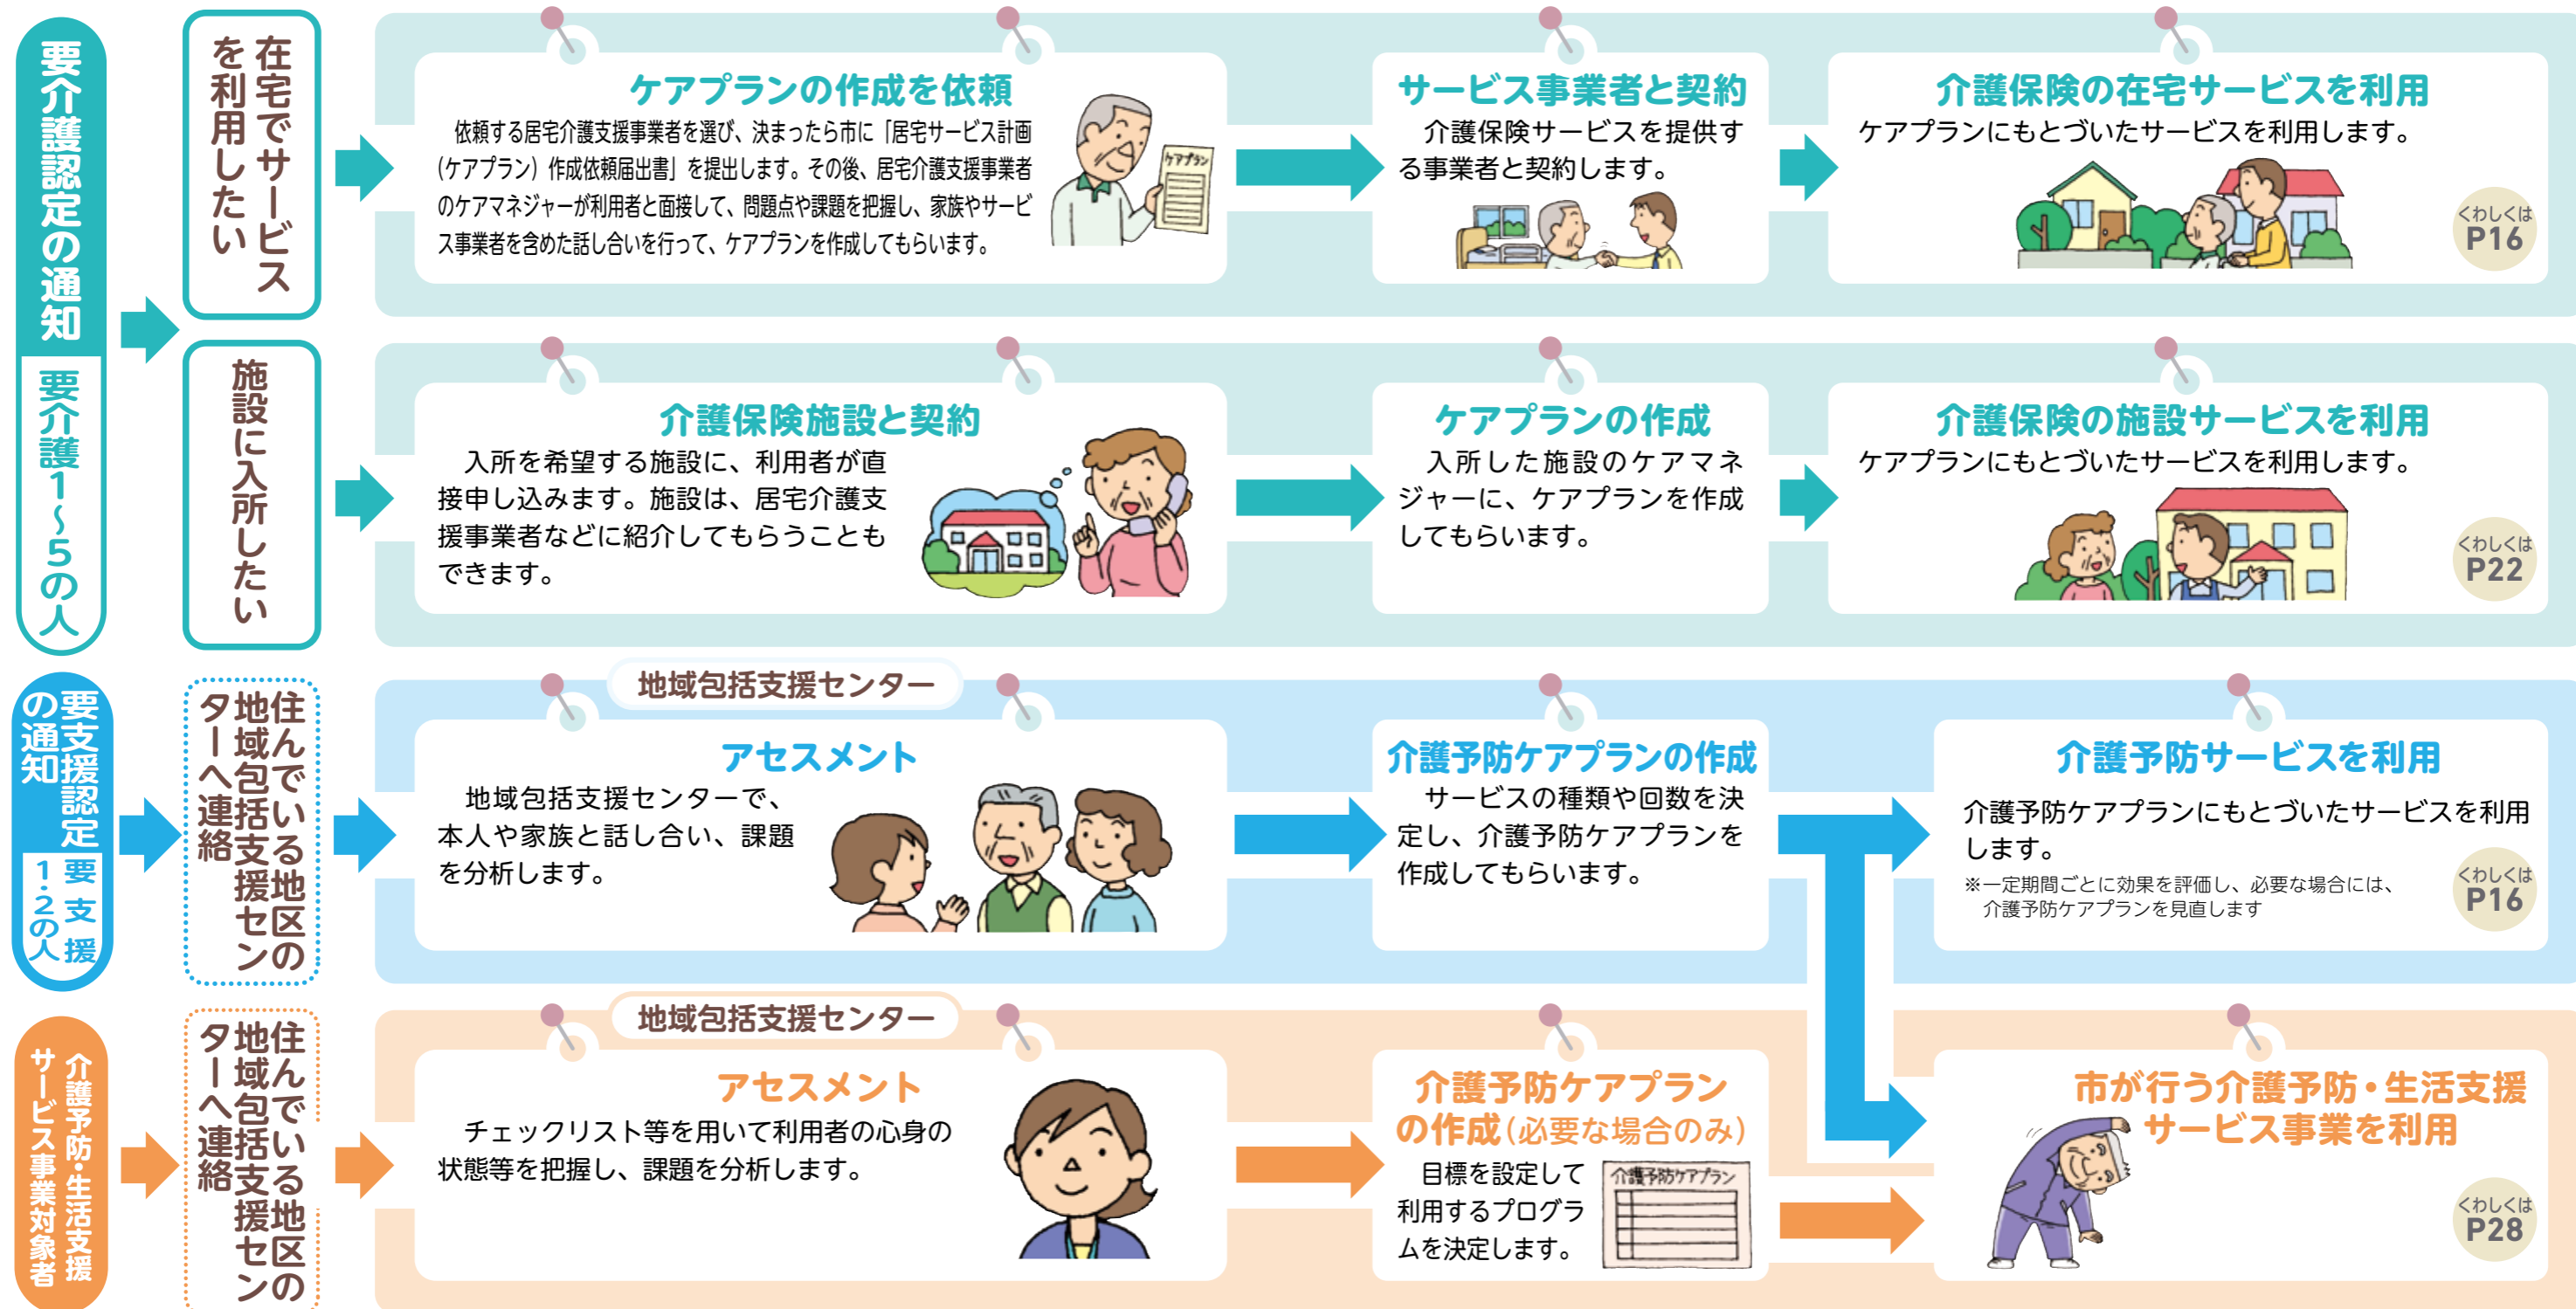 要介護認定の通知
要介護1~5の人
在宅でサービス
を利用したい
ケアプランの作成を依頼
依頼する居宅介護支援事業者を選び、決まったら市に「居宅サービス計画
(ケアプラン)作成依頼届出書」を提出します。その後、居宅介護支援事業者
のケアマネジャーが利用者と面接して、問題点や課題を把握し、家族やサービ
ス事業者を含めた話し合いを行って、ケアプランを作成してもらいます。
ケアプラン
サービス事業者と契約
介護保険サービスを提供す
る事業者と契約します。
介護保険の在宅サービスを利用
ケアプランにもとづいたサービスを利用します。
くわしくは
P16
施設に入所したい
介護保険施設と契約
入所を希望する施設に、利用者が直
接申し込みます。施設は、居宅介護支
援事業者などに紹介してもらうことも
できます。
ケアプランの作成
入所した施設のケアマネ
ジャーに、ケアプランを作成
してもらいます。
介護保険の施設サービスを利用
ケアプランにもとづいたサービスを利用します。
くわしくは
P22
要支援認定
の通知
要支援
1・2の人
住んでいる地区の
地域包括支援セン
ターへ連絡
地域包括支援センター
アセスメント
地域包括支援センターで、
本人や家族と話し合い、課題
を分析します。
介護予防ケアプランの作成
サービスの種類や回数を決
定し、介護予防ケアプランを
作成してもらいます。
介護予防サービスを利用
介護予防ケアプランにもとづいたサービスを利用
します。
※一定期間ごとに効果を評価し、必要な場合には、
介護予防ケアプランを見直します
くわしくは
P16
介護予防・生活支援
サービス事業対象者
住んでいる地区の
地域包括支援セン
ターへ連絡
地域包括支援センター
アセスメント
チェックリスト等を用いて利用者の心身の
状態等を把握し、課題を分析します。
介護予防ケアプラン
の作成(必要な場合のみ)
目標を設定して
利用するプログラ
ムを決定します。
介護予防ケアプラン
市が行う介護予防・生活支援
サービス事業を利用
くわしくは
P28